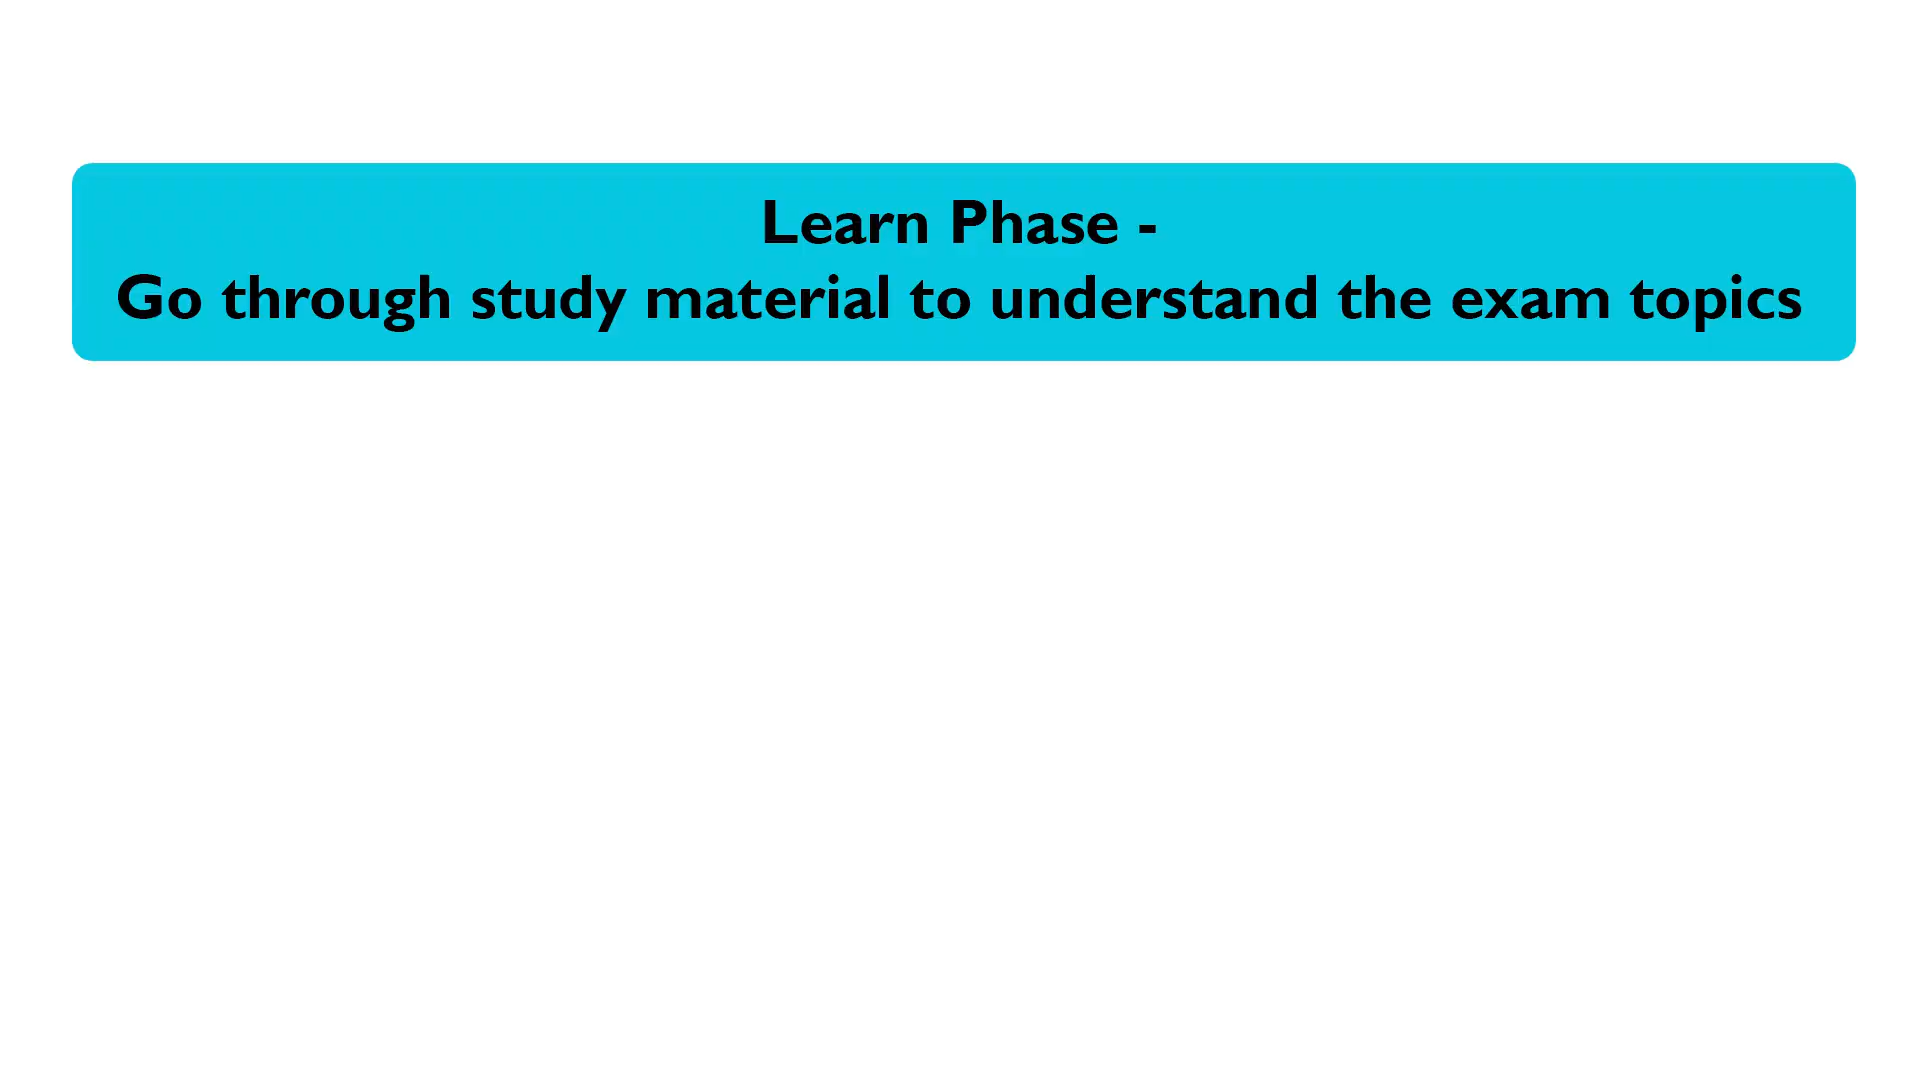 Learn Phase -
Go through study material to understand the exam topics